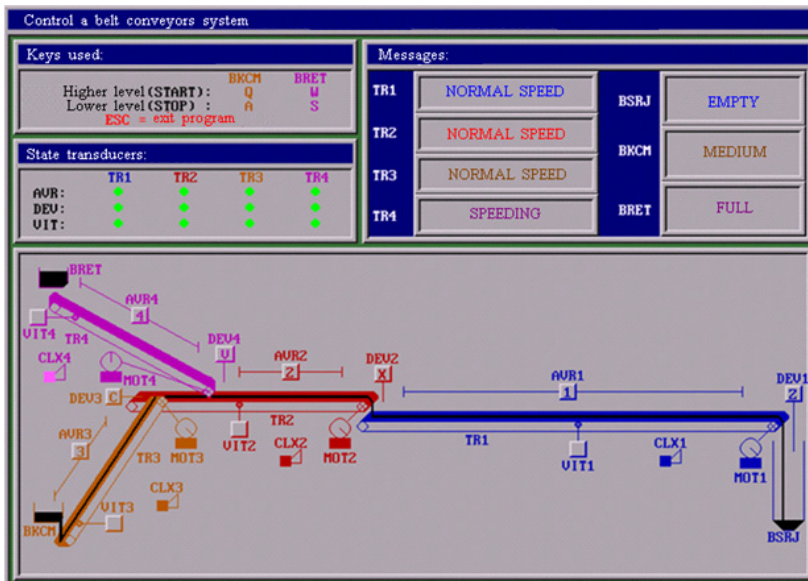 Control a belt conveyors system
Keys used:
BKCM BRET
Higher level(START): Q W
Lower level(STOP) : A S
ESC = exit program
State transducers:
TR1 TR2 TR3 TR4
AVR:
DEV:
VIT:
Messages:
TR1 NORMAL SPEED
TR2 NORMAL SPEED
TR3 NORMAL SPEED
TR4 SPEEDING
BSRJ EMPTY
BKCM MEDIUM
BRET FULL
BRET
AVR4
4
VIT4
TR4
DEV4
V
CLX4
MOT4
AVR2
2
DEV2
X
AVR1
1
DEV1
Z
DEV3 C
TR2
AVR3
3
TR3
MOT3
VIT2
CLX2
MOT2
TR1
VIT1
CLX1
MOT1
CLX3
VIT3
BKCM
BSRJ